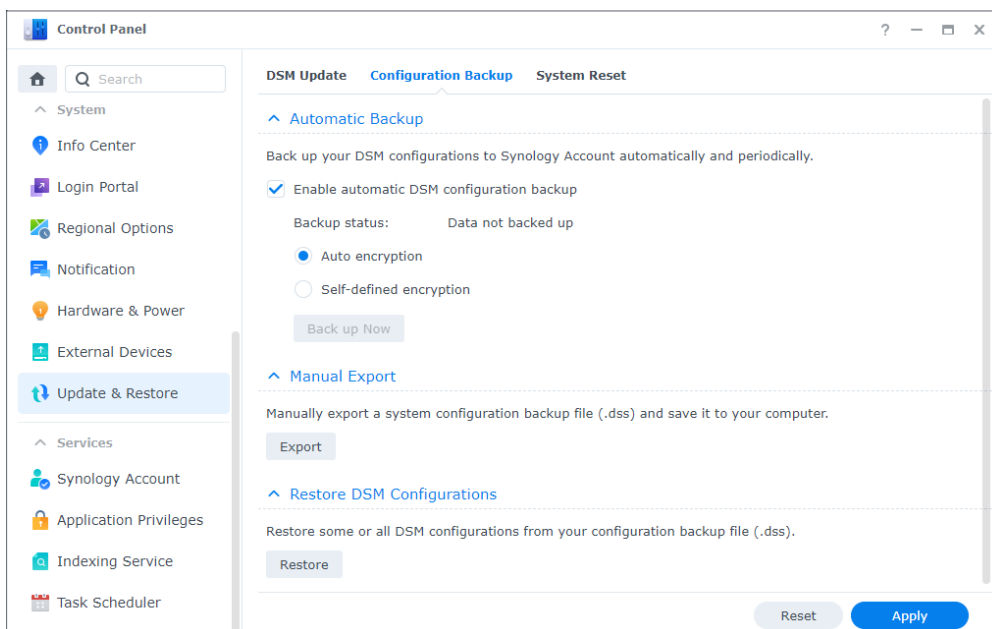 Control Panel
?
Search
System
Info Center
Login Portal
Regional Options
Notification
Hardware & Power
External Devices
Update & Restore
Services
Synology Account
Application Privileges
Indexing Service
Task Scheduler
DSM Update Configuration Backup System Reset
Automatic Backup
Back up your DSM configurations to Synology Account automatically and periodically.
Enable automatic DSM configuration backup
Backup status: Data not backed up
Auto encryption
Self-defined encryption
Back up Now
Manual Export
Manually export a system configuration backup file (.dss) and save it to your computer.
Export
Restore DSM Configurations
Restore some or all DSM configurations from your configuration backup file (.dss).
Restore
Reset Apply